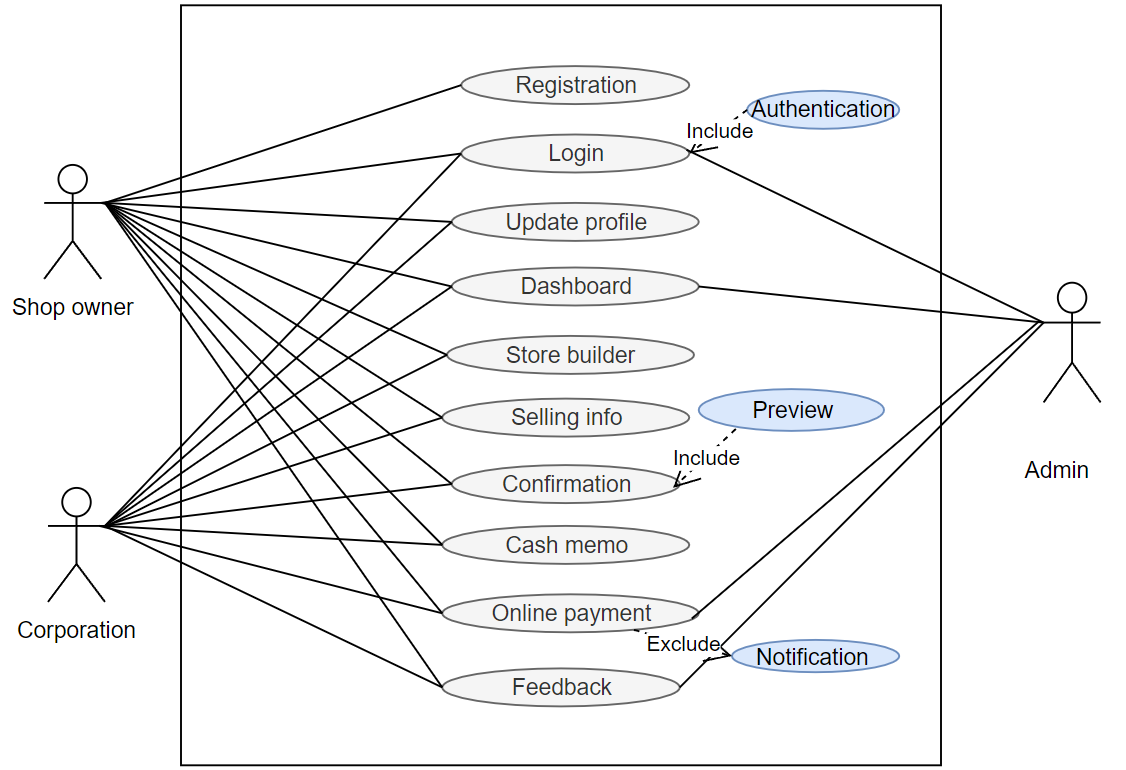 Registration
Authentication
Include
Login
Update profile
Dashboard
Shop owner
Store builder
Preview
Selling info
Include
Admin
Confirmation
Cash memo
Online payment
Corporation
Exclude
Notification
Feedback